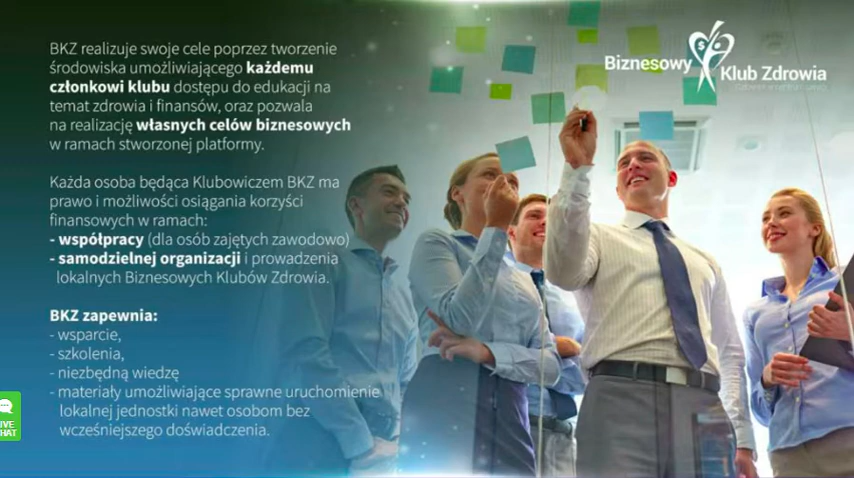 BKZ realizuje swoje cele poprzez tworzenie
środowiska umożliwiającego każdemu
członkowi klubu dostępu do edukacji na
temat zdrowia i finansów, oraz pozwala
na realizację własnych celów biznesowych
w ramach stworzonej platformy.
Każda osoba będąca Klubowiczem BKZ ma
prawo i możliwości osiągania korzyści
finansowych w ramach:
- współpracy (dla osób zajętych zawodowo)
- samodzielnej organizacji i prowadzenia
lokalnych Biznesowych Klubów Zdrowia.
BKZ zapewnia:
- wsparcie,
- szkolenia,
- niezbędną wiedzę
- materiały umożliwiające sprawne uruchomienie
lokalnej jednostki nawet osobom bez
wcześniejszego doświadczenia.
Biznesowy
$
Klub Zdrowia